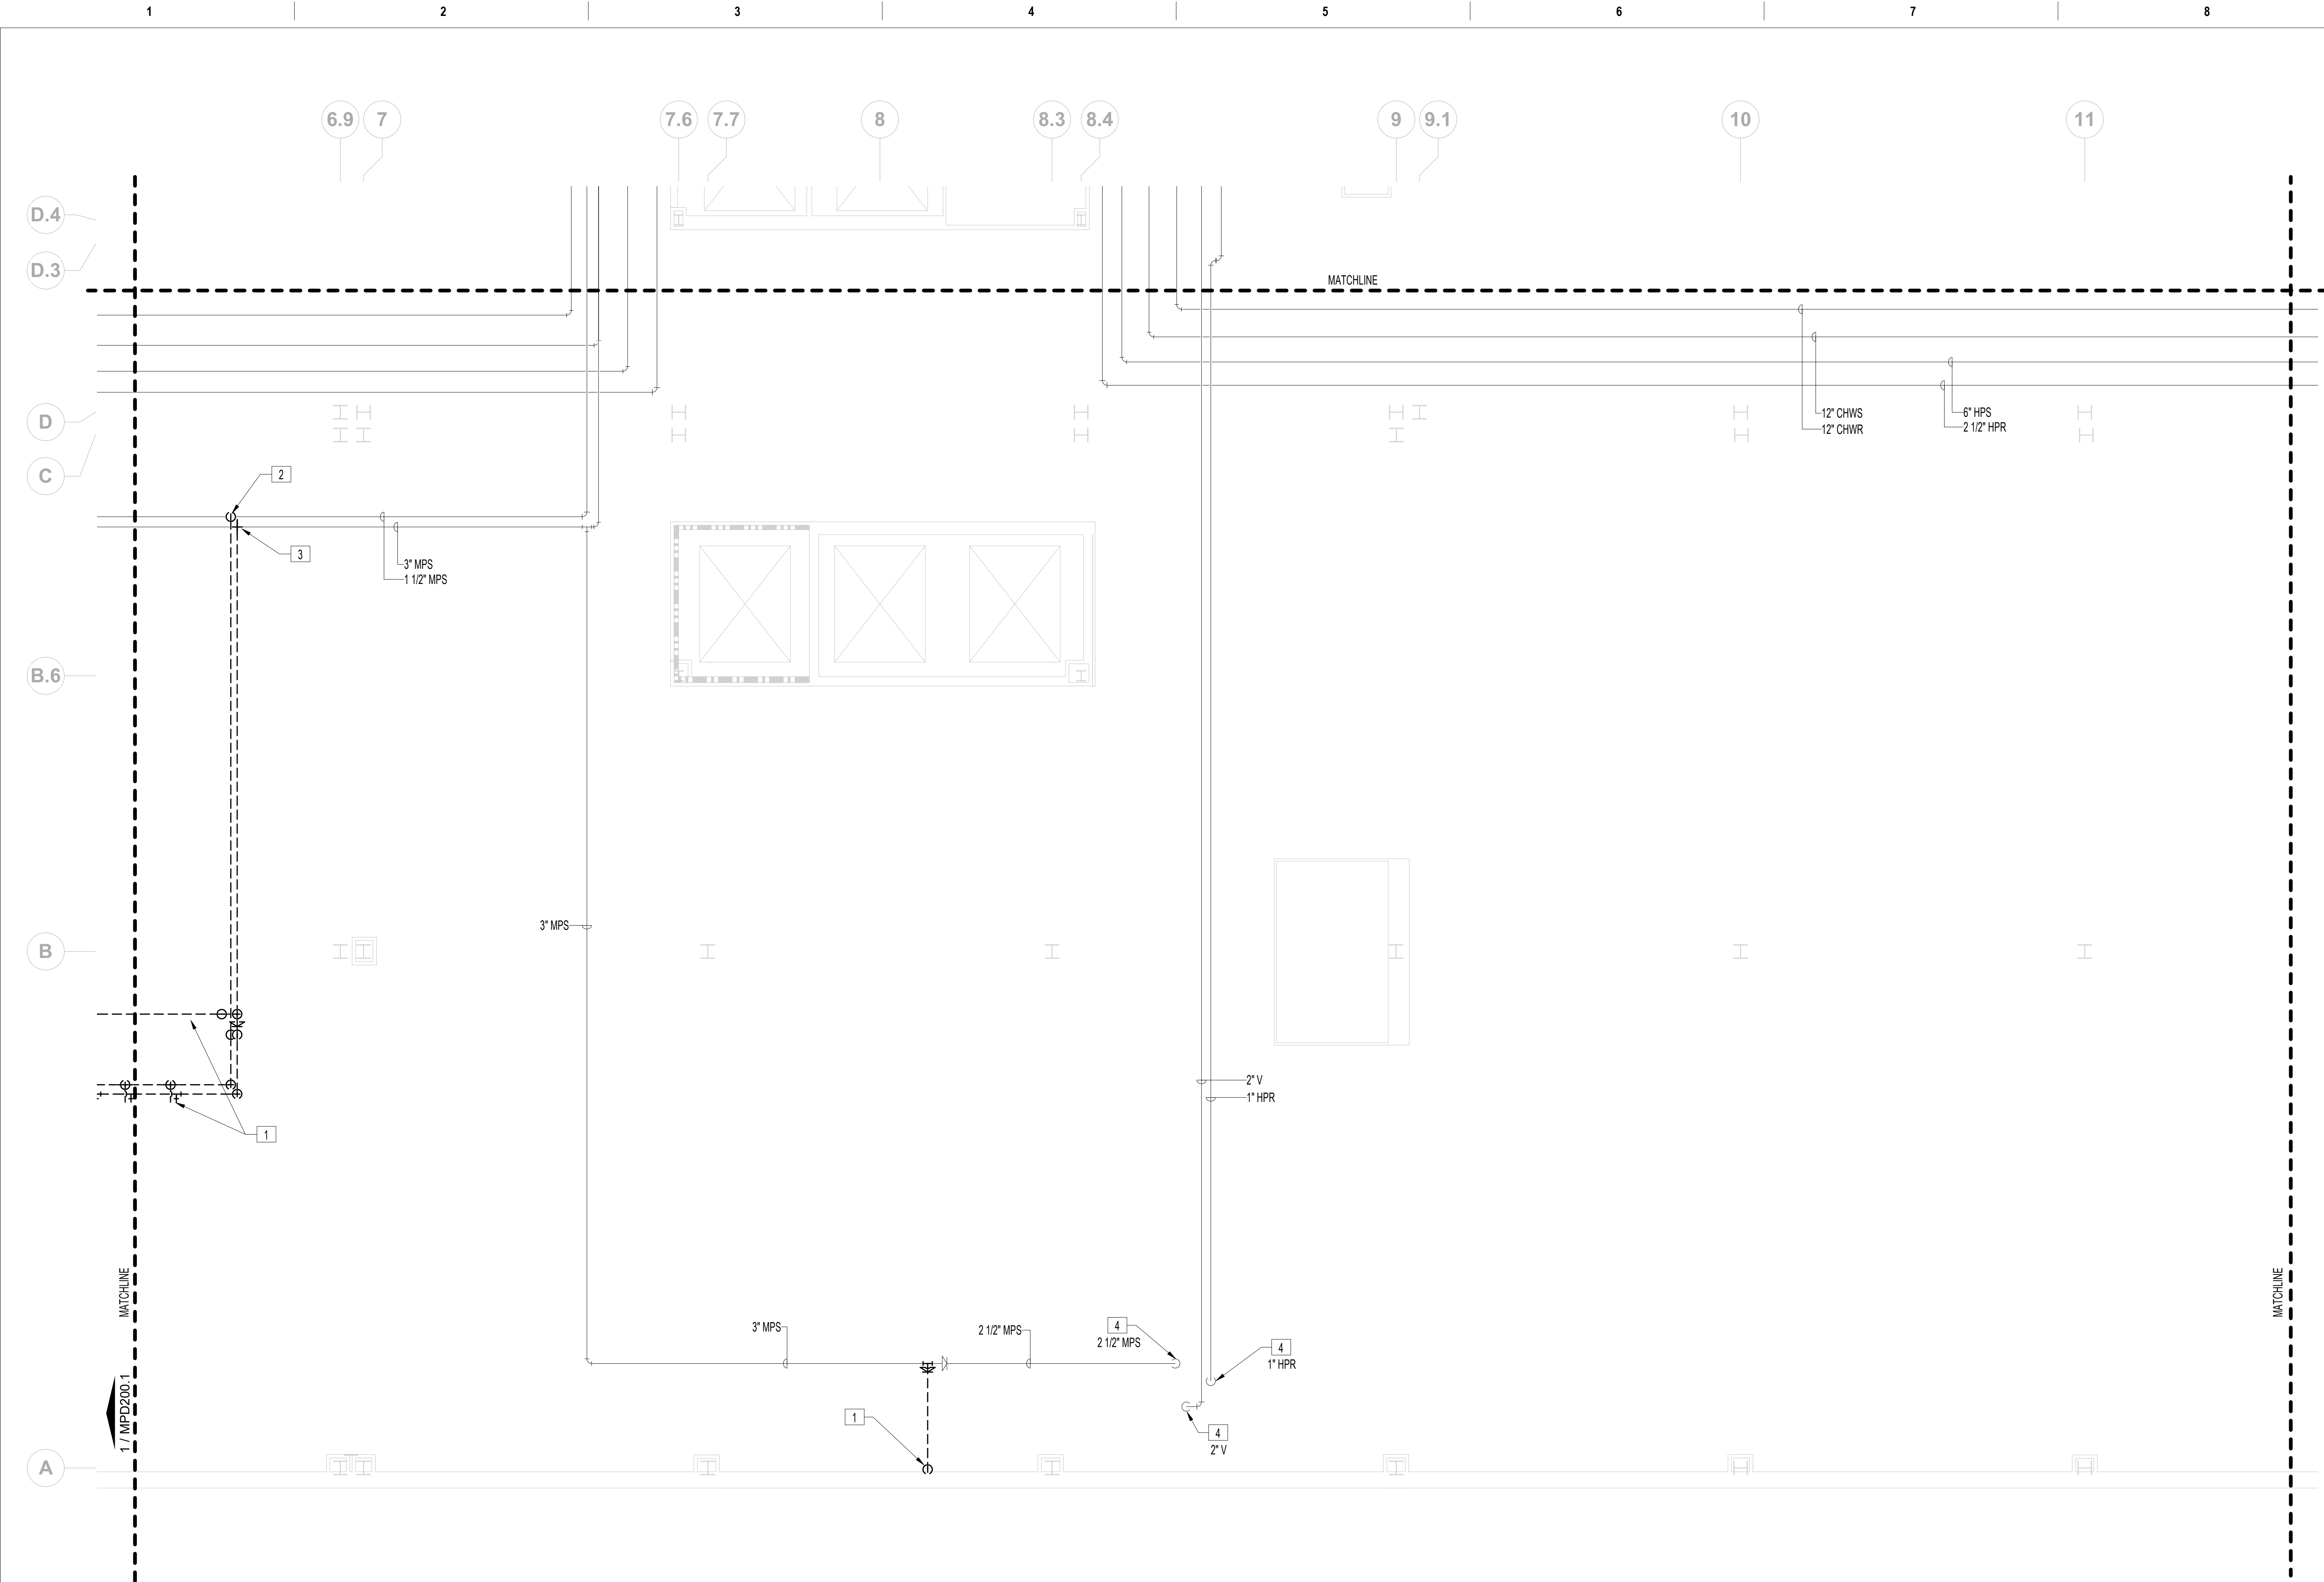 1 2 3 4 5 6 7 8
6.9 7 7.6 7.7 8 8.3 8.4 9 9.1 10 11
D.4
D.3
MATCHLINE
D
12" CHWS
12" CHWR
6" HPS
2 1/2" HPR
C
2
3
3" MPS
1 1/2" MPS
B.6
3" MPS
B
2" V
1" HPR
1
MATCHLINE
MATCHLINE
3" MPS
2 1/2" MPS
4
2 1/2" MPS
4
1" HPR
1 / MPD200.1
1
4
2" V
A